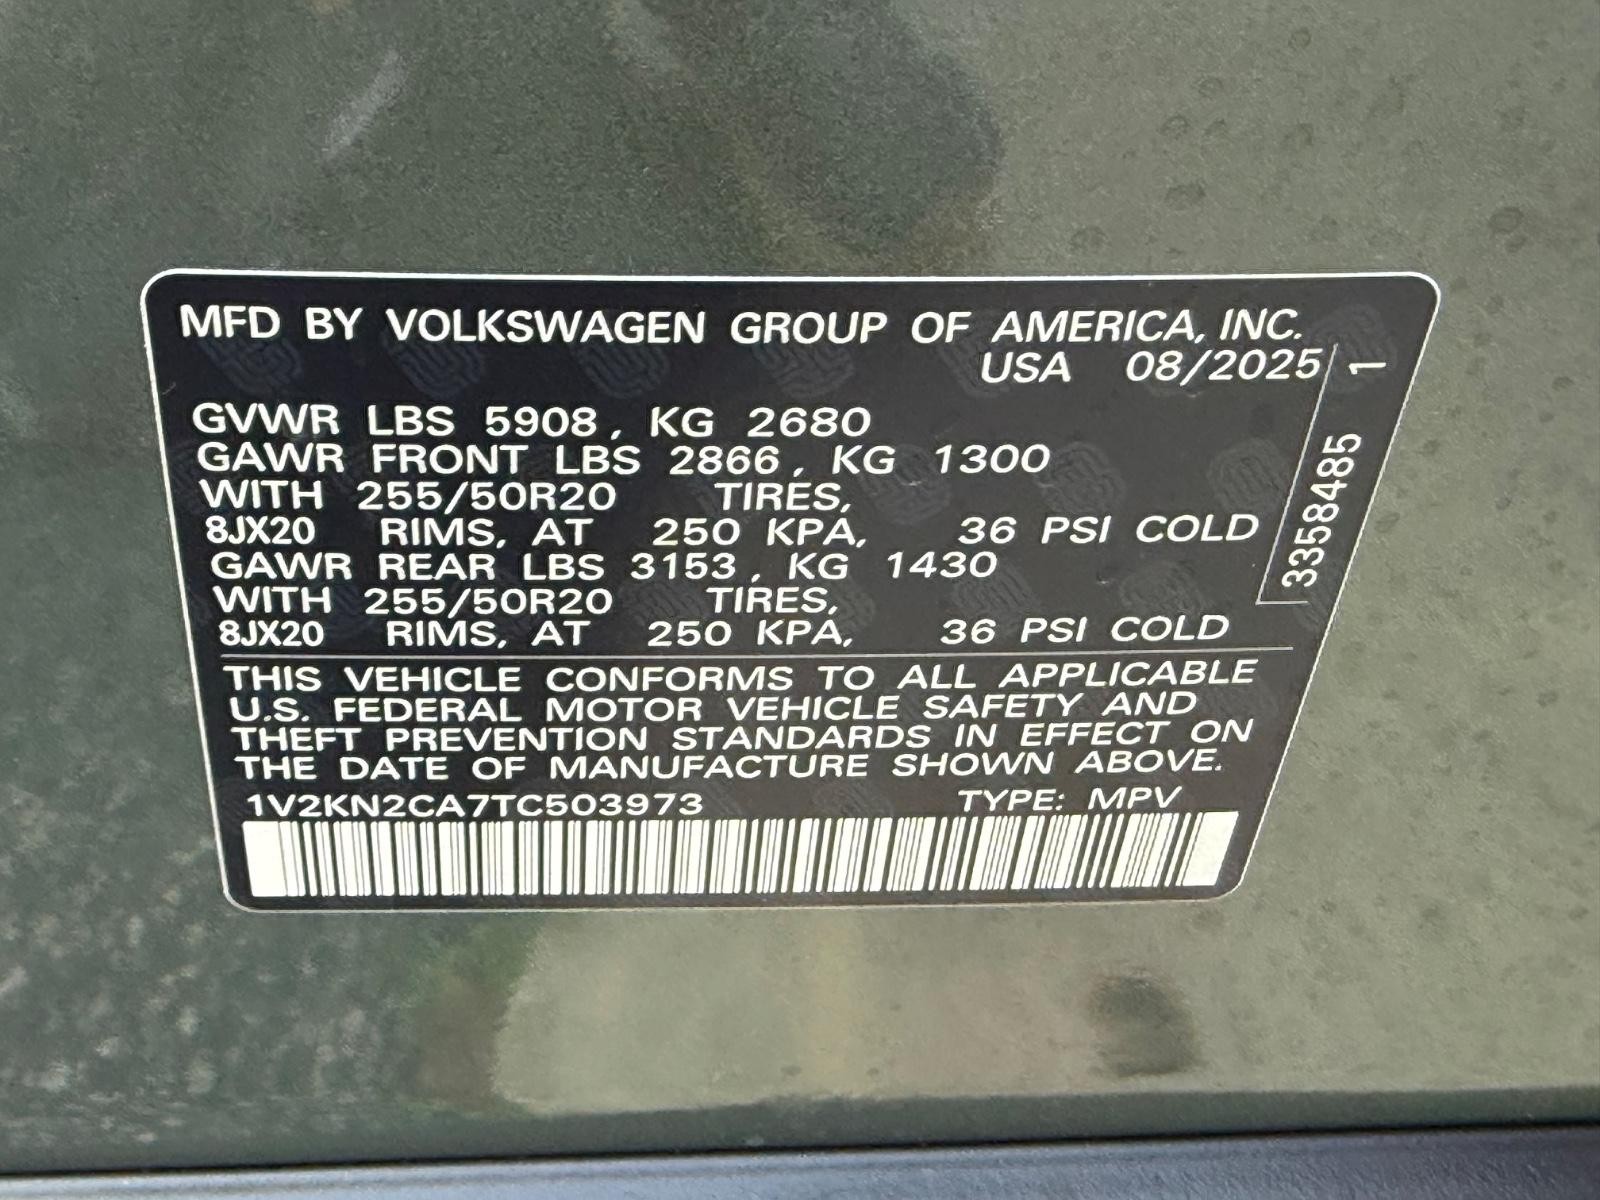 MFD BY VOLKSWAGEN GROUP OF AMERICA, INC.
USA 08/2025
GVWR LBS 5908, KG 2680
GAWR FRONT LBS 2866, KG 1300
WITH 255/50R20 TIRES,
8JX20 RIMS, AT 250 KPA, 36 PSI COLD
GAWR REAR LBS 3153, KG 1430
WITH 255/50R20 TIRES,
8JX20 RIMS, AT 250 KPA, 36 PSI COLD
3358485 1
THIS VEHICLE CONFORMS TO ALL APPLICABLE
U.S. FEDERAL MOTOR VEHICLE SAFETY AND
THEFT PREVENTION STANDARDS IN EFFECT ON
THE DATE OF MANUFACTURE SHOWN ABOVE.
1V2KN2CA7TC503973 TYPE: MPV